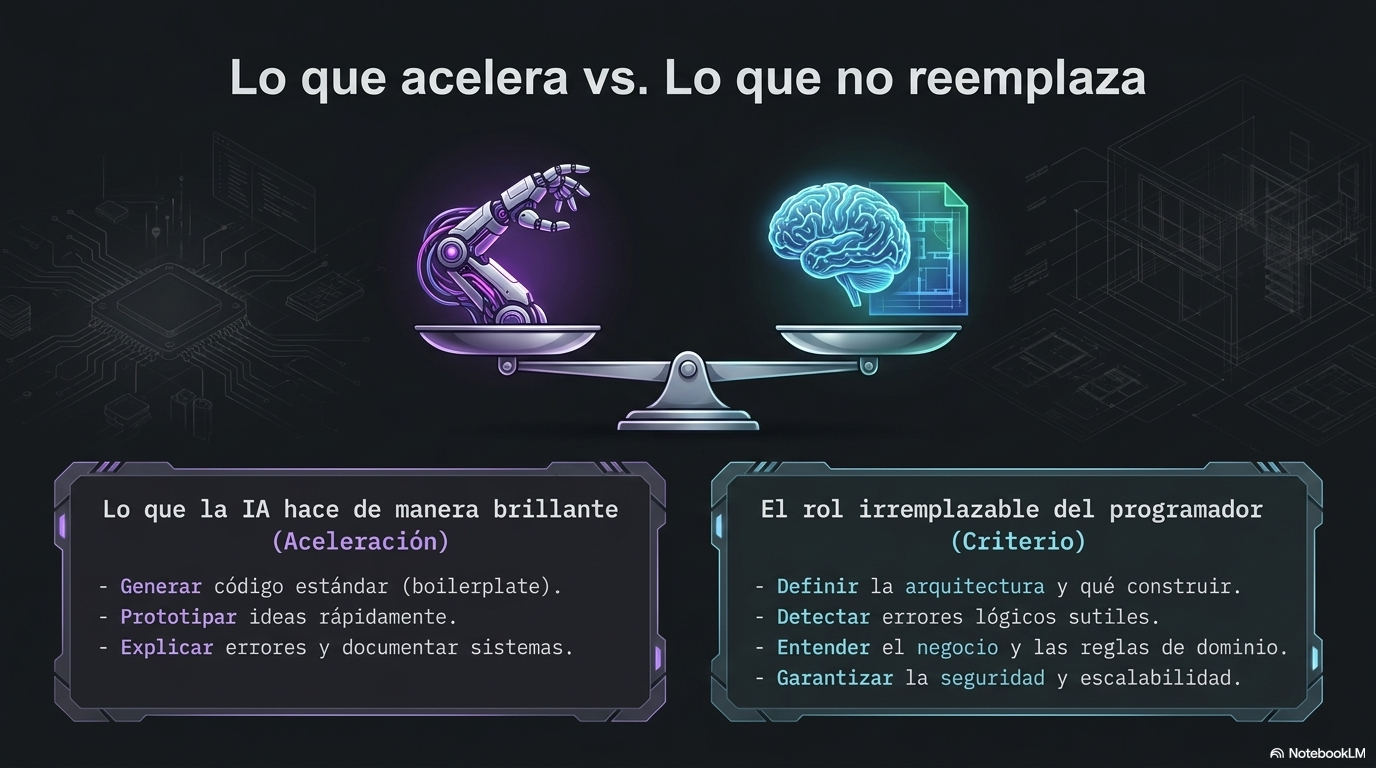 Lo que acelera vs. Lo que no reemplaza
Lo que la IA hace de manera brillante
(Aceleración)
- Generar código estándar (boilerplate).
- Prototipar ideas rápidamente.
- Explicar errores y documentar sistemas.
El rol irremplazable del programador
(Criterio)
- Definir la arquitectura y qué construir.
- Detectar errores lógicos sutiles.
- Entender el negocio y las reglas de dominio.
- Garantizar la seguridad y escalabilidad.
NotebookLM